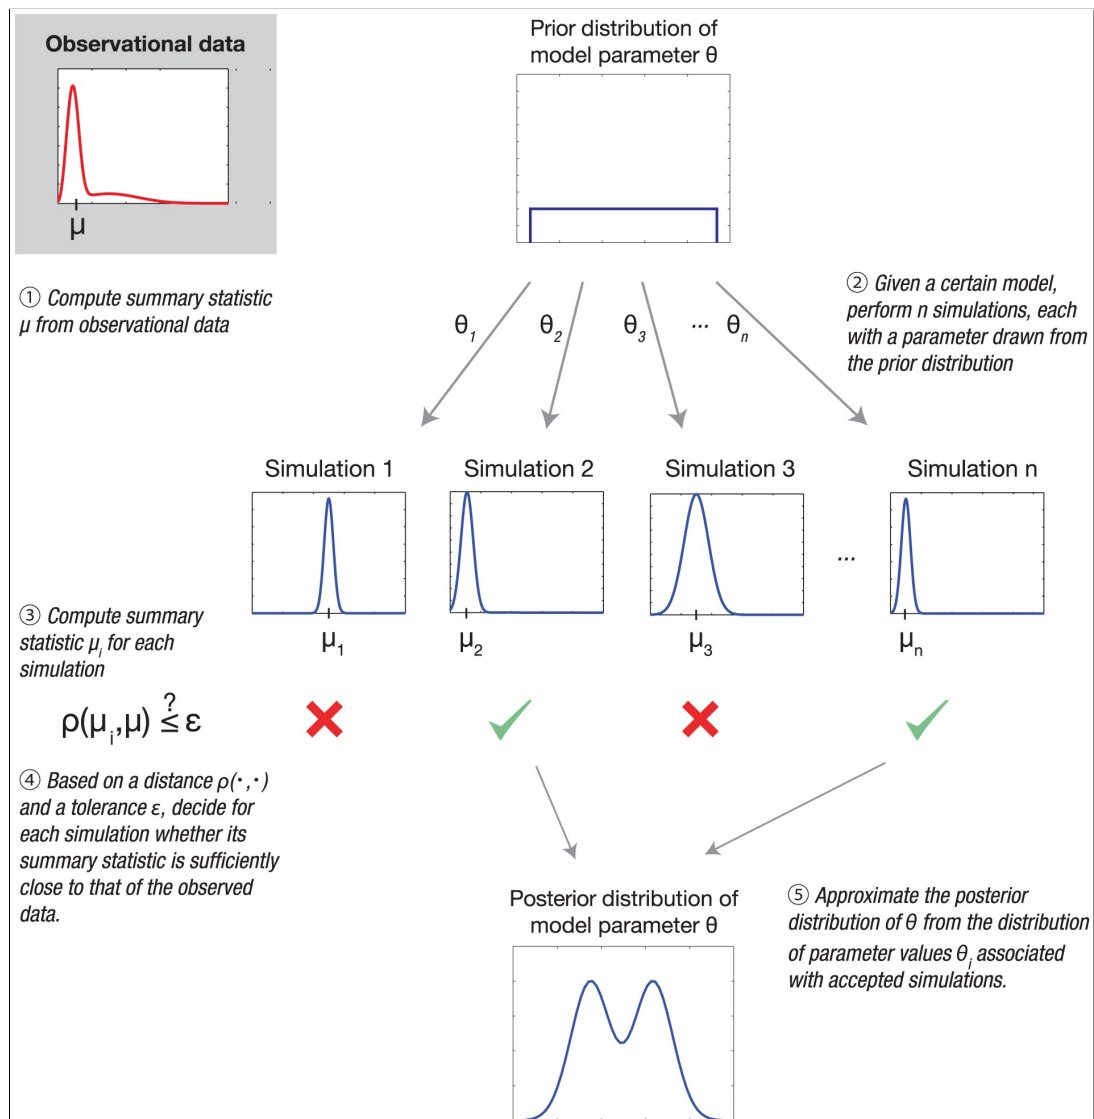 Observational data
μ
Prior distribution of
model parameter θ
① Compute summary statistic
μ from observational data
② Given a certain model,
perform n simulations, each
with a parameter drawn from
the prior distribution
θ1 θ2 θ3 ... θn
Simulation 1 Simulation 2 Simulation 3 Simulation n
...
μ1 μ2 μ3 μn
③ Compute summary
statistic μi for each
simulation
ρ(μi,μ) ≤? ε
④ Based on a distance ρ(·,·)
and a tolerance ε, decide for
each simulation whether its
summary statistic is sufficiently
close to that of the observed
data.
Posterior distribution of
model parameter θ
⑤ Approximate the posterior
distribution of θ from the distribution
of parameter values θi associated
with accepted simulations.